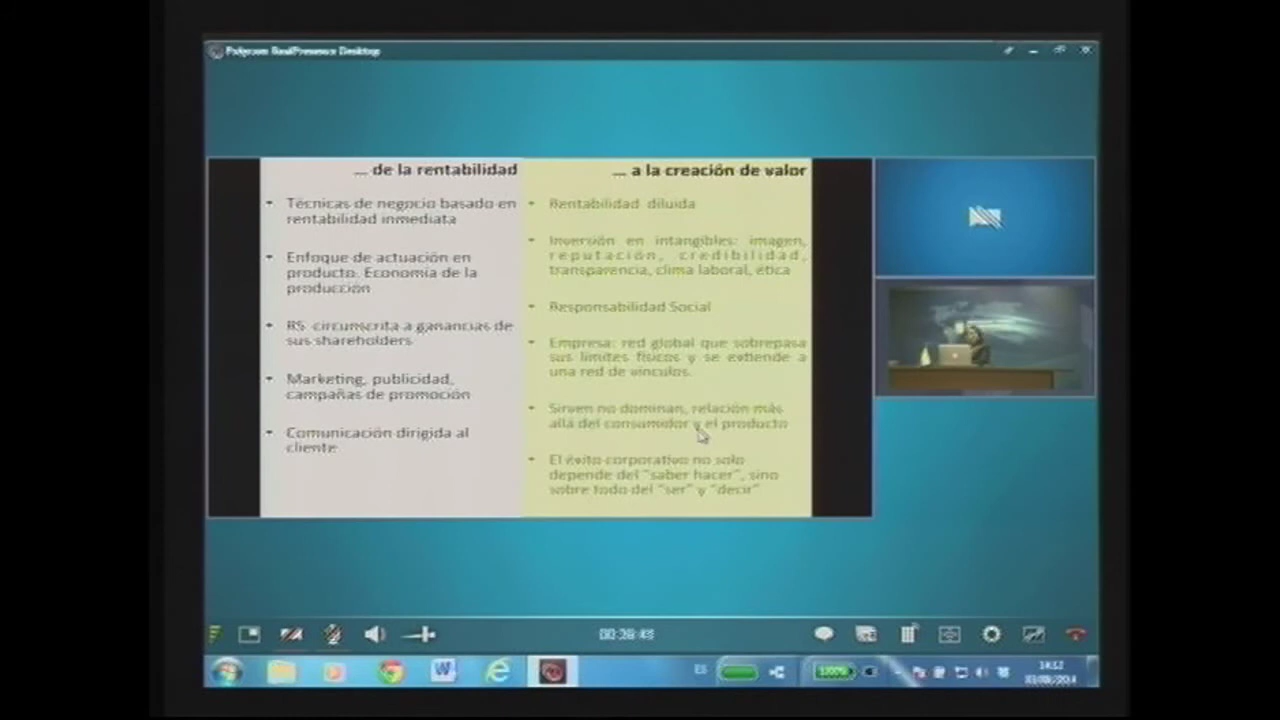 Polycom RealPresence Desktop
... de la rentabilidad
• Técnicas de negocio basado en
rentabilidad inmediata
• Enfoque de actuación en
producto. Economía de la
producción
• RS circunscrita a ganancias de
sus shareholders
• Marketing, publicidad,
campañas de promoción
• Comunicación dirigida al
cliente
... a la creación de valor
• Rentabilidad diluida
• Inversión en intangibles: imagen,
reputación, credibilidad,
transparencia, clima laboral, ética
• Responsabilidad Social
• Empresa: red global que sobrepasa
sus límites físicos y se extiende a
una red de vínculos.
• Sirven no dominan, relación más
allá del consumidor y el producto
• El éxito corporativo no solo
depende del "saber hacer", sino
sobre todo del "ser" y "decir"
ES
100%
14:12